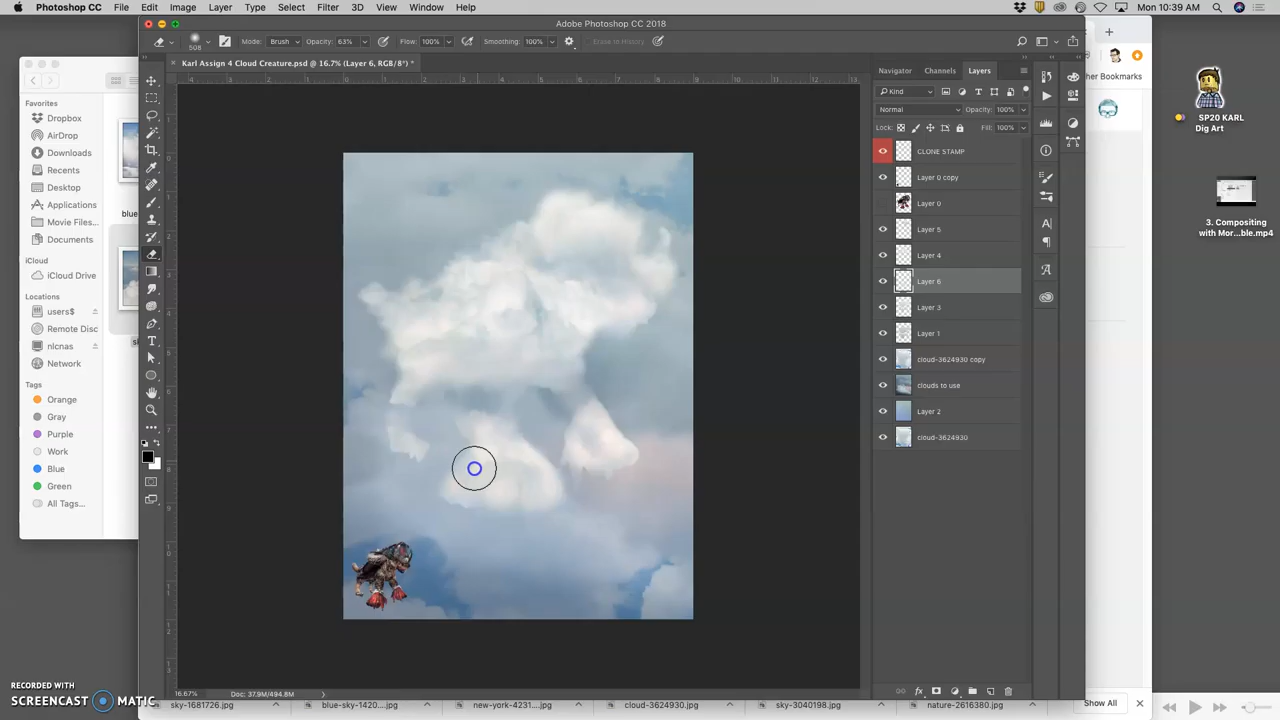 Photoshop CC File Edit Image Layer Type Select Filter 3D View Window Help Mon 10:39 AM
Adobe Photoshop CC 2018
508 Mode: Brush Opacity: 63% Flow: 100% Smoothing: 100% Erase to History
× Karl Assign 4 Cloud Creature.psd @ 16.7% (Layer 6, RGB/8*) *
Navigator Channels Layers
her Bookmarks
Kind
Normal Opacity: 100%
Lock: Fill: 100%
CLONE STAMP
Layer 0 copy
Layer 0
Layer 5
Layer 4
Layer 6
Layer 3
Layer 1
cloud-3624930 copy
clouds to use
Layer 2
cloud-3624930
Favorites
Dropbox
AirDrop
Downloads
Recents
Desktop
Applications
Movie Files...
Documents
iCloud
iCloud Drive
Locations
users$
Remote Disc
nlcnas
Network
Tags
Orange
Gray
Purple
Work
Blue
Green
All Tags...
blue
sk
SP20 KARL
Dig Art
3. Compositing
with Mor...ble.mp4
16.67% Doc: 37.9M/494.8M
sky-1681726.jpg blue-sky-1420....jpg new-york-4231....jpg cloud-3624930.jpg sky-3040198.jpg nature-2616380.jpg Show All
RECORDED WITH
SCREENCAST MATIC